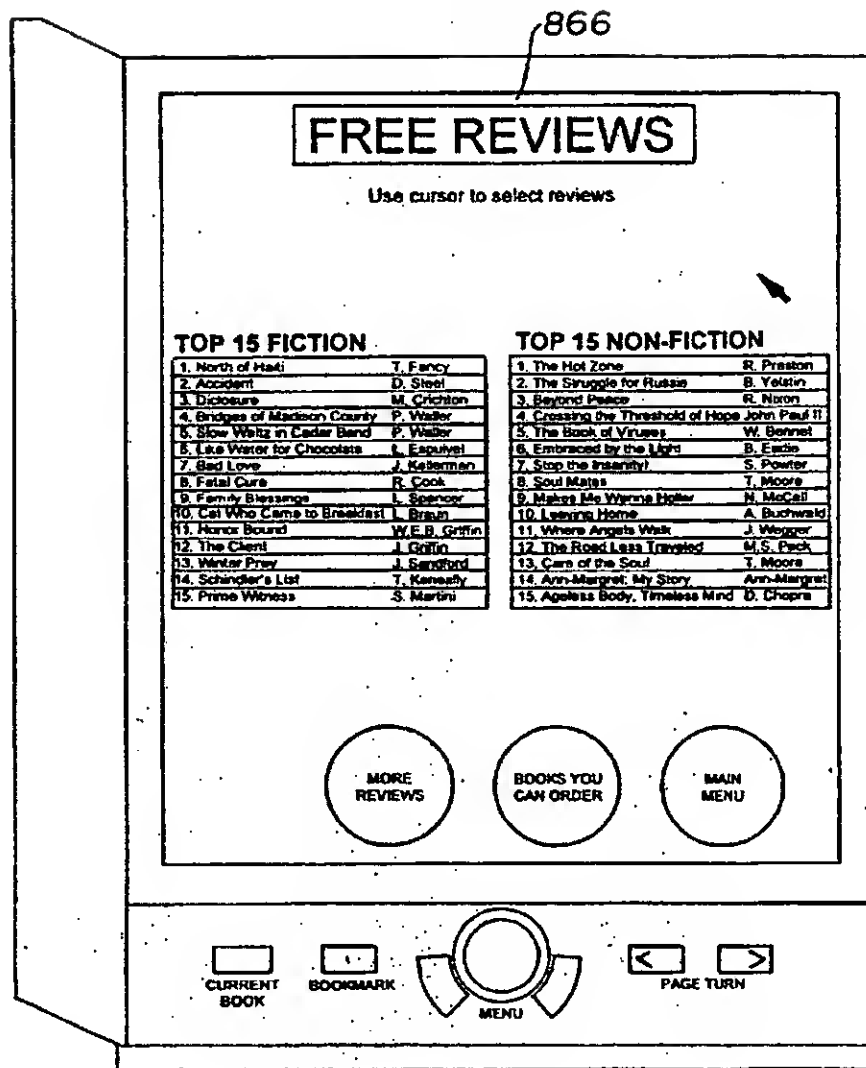 866
FREE REVIEWS
Use cursor to select reviews
TOP 15 FICTION
1. North of Haiti T. Fancy
2. Accident D. Steel
3. Diclosure M. Crichton
4. Bridges of Madison County P. Waller
5. Slow Waltz in Cedar Bend P. Waller
6. Like Water for Chocolate L. Esquivel
7. Bad Love J. Kellerman
8. Fatal Cure R. Cook
9. Family Blessings L. Spencer
10. Cat Who Came to Breakfast L. Braun
11. Honor Bound W.E.B. Griffin
12. The Client J. Griffin
13. Winter Prey J. Sandford
14. Schindler's List T. Keneally
15. Prime Witness S. Martini
TOP 15 NON-FICTION
1. The Hot Zone R. Preston
2. The Struggle for Russia B. Yelstin
3. Beyond Peace R. Nixon
4. Crossing the Threshold of Hope John Paul II
5. The Book of Viruses W. Bennet
6. Embraced by the Light B. Eadie
7. Stop the Insanity! S. Powter
8. Soul Mates T. Moore
9. Makes Me Wanna Holler N. McCall
10. Leaving Home A. Buchwald
11. Where Angels Walk J. Wegger
12. The Road Less Traveled M.S. Peck
13. Care of the Soul T. Moore
14. Ann-Margret: My Story Ann-Margret
15. Ageless Body, Timeless Mind D. Chopra
MORE
REVIEWS
BOOKS YOU
CAN ORDER
MAIN
MENU
CURRENT
BOOK
BOOKMARK
MENU
< >
PAGE TURN